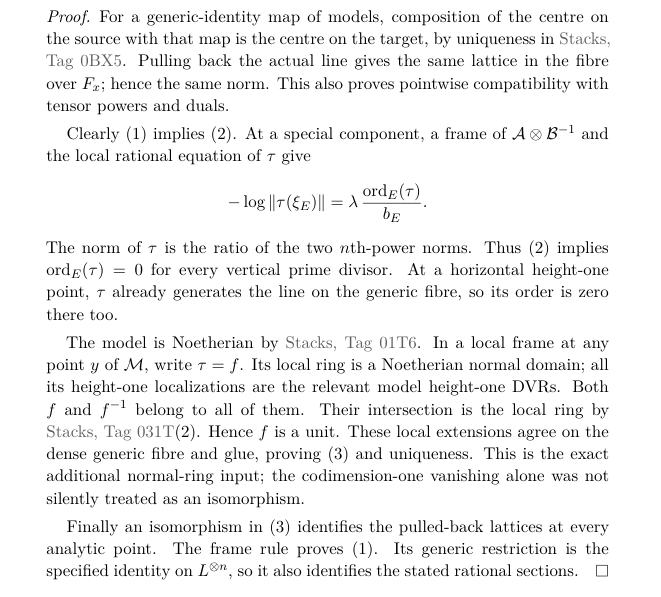 Proof. For a generic-identity map of models, composition of the centre on
the source with that map is the centre on the target, by uniqueness in Stacks,
Tag 0BX5. Pulling back the actual line gives the same lattice in the fibre
over Fₓ; hence the same norm. This also proves pointwise compatibility with
tensor powers and duals.
Clearly (1) implies (2). At a special component, a frame of 𝒜 ⊗ ℬ⁻¹ and
the local rational equation of τ give
− log ‖τ(ξ_E)‖ = λ ord_E(τ) / b_E.
The norm of τ is the ratio of the two nth-power norms. Thus (2) implies
ord_E(τ) = 0 for every vertical prime divisor. At a horizontal height-one
point, τ already generates the line on the generic fibre, so its order is zero
there too.
The model is Noetherian by Stacks, Tag 01T6. In a local frame at any
point y of ℳ, write τ = f. Its local ring is a Noetherian normal domain; all
its height-one localizations are the relevant model height-one DVRs. Both
f and f⁻¹ belong to all of them. Their intersection is the local ring by
Stacks, Tag 031T(2). Hence f is a unit. These local extensions agree on the
dense generic fibre and glue, proving (3) and uniqueness. This is the exact
additional normal-ring input; the codimension-one vanishing alone was not
silently treated as an isomorphism.
Finally an isomorphism in (3) identifies the pulled-back lattices at every
analytic point. The frame rule proves (1). Its generic restriction is the
specified identity on L^⊗n, so it also identifies the stated rational sections. □